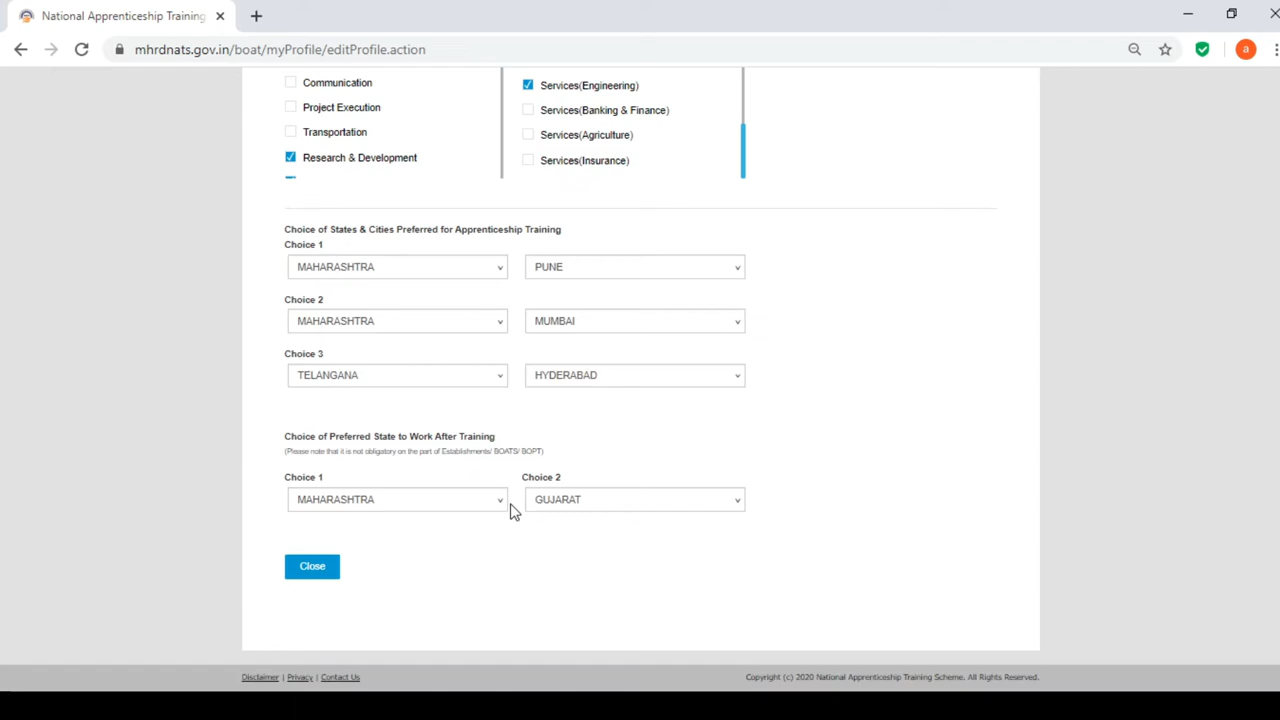 National Apprenticeship Training
mhrdnats.gov.in/boat/myProfile/editProfile.action
a
Communication
Project Execution
Transportation
Research & Development
Services(Engineering)
Services(Banking & Finance)
Services(Agriculture)
Services(Insurance)
Choice of States & Cities Preferred for Apprenticeship Training
Choice 1
MAHARASHTRA PUNE
Choice 2
MAHARASHTRA MUMBAI
Choice 3
TELANGANA HYDERABAD
Choice of Preferred State to Work After Training
(Please note that it is not obligatory on the part of Establishments/ BOATS/ BOPT)
Choice 1 Choice 2
MAHARASHTRA GUJARAT
Close
Disclaimer | Privacy | Contact Us
Copyright (c) 2020 National Apprenticeship Training Scheme. All Rights Reserved.